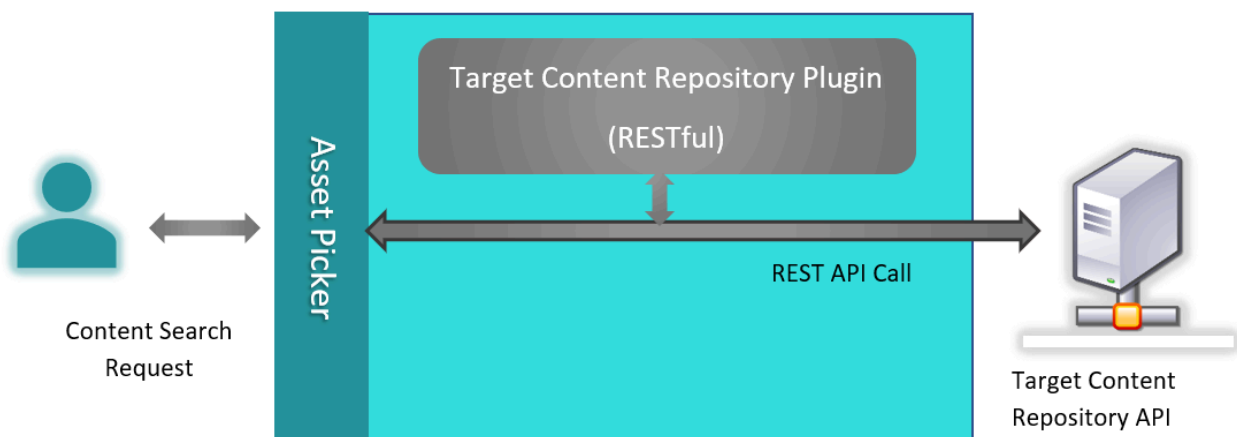 Target Content Repository Plugin
(RESTful)
Asset Picker
REST API Call
Content Search
Request
Target Content
Repository API